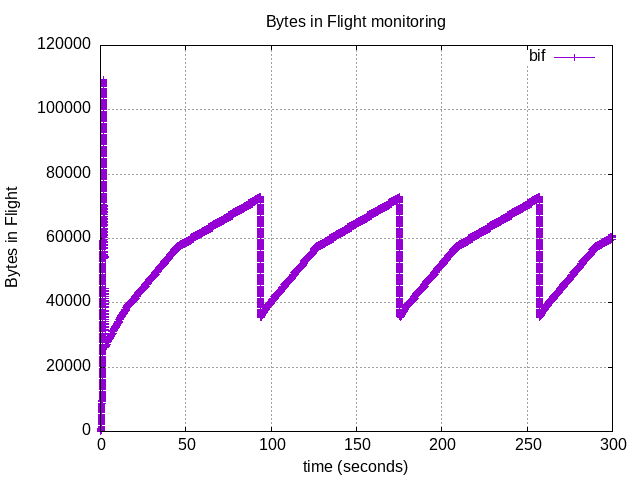 Bytes in Flight monitoring
bif
120000
100000
80000
60000
40000
20000
0
Bytes in Flight
0 50 100 150 200 250 300
time (seconds)